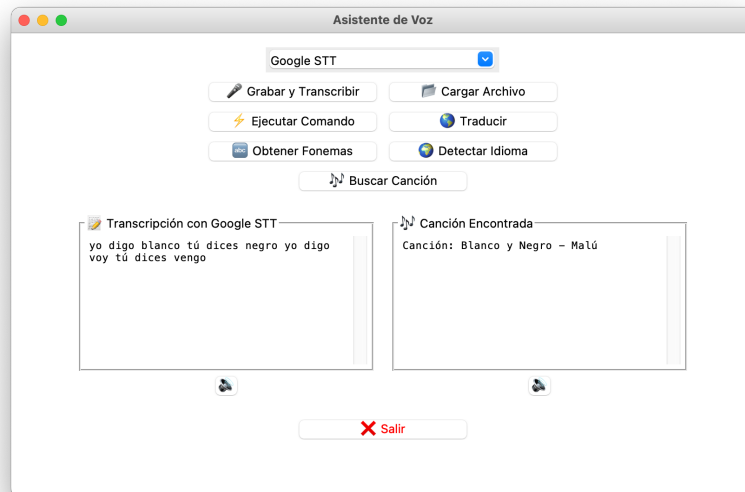 Asistente de Voz
Google STT
Grabar y Transcribir
Cargar Archivo
Ejecutar Comando
Traducir
abc Obtener Fonemas
Detectar Idioma
Buscar Canción
Transcripción con Google STT
yo digo blanco tú dices negro yo digo
voy tú dices vengo
Canción Encontrada
Canción: Blanco y Negro – Malú
Salir